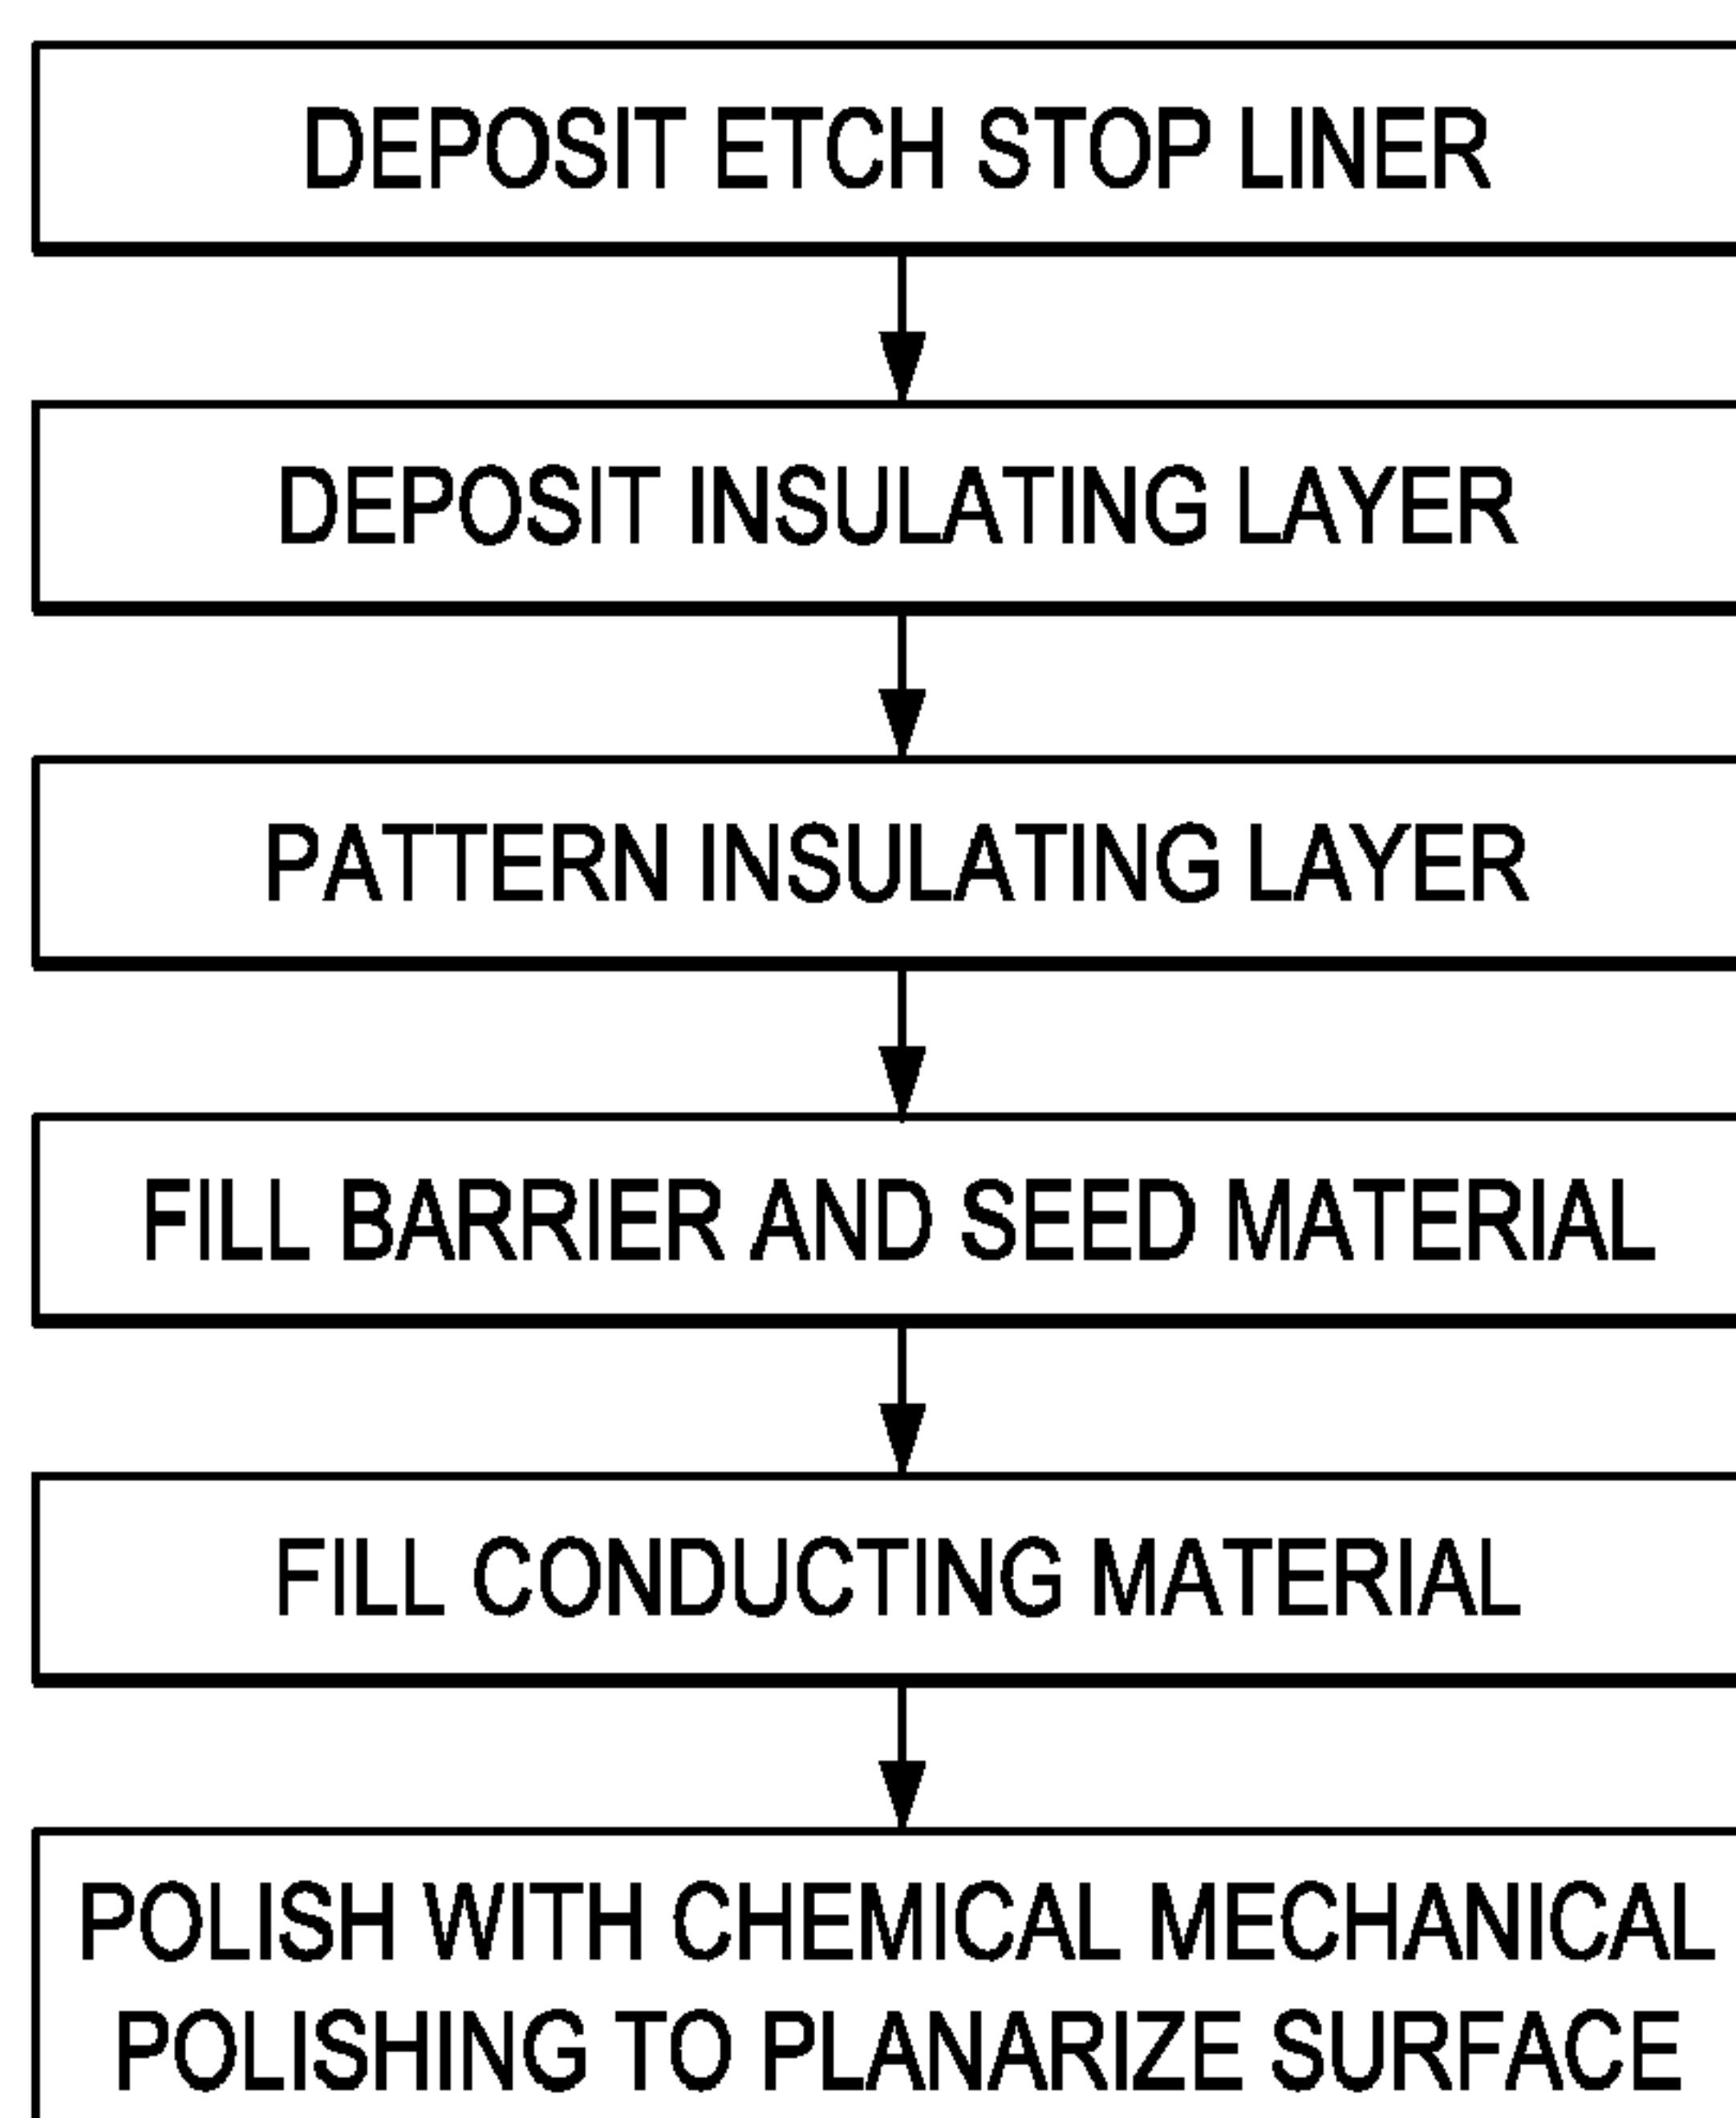 DEPOSIT ETCH STOP LINER
DEPOSIT INSULATING LAYER
PATTERN INSULATING LAYER
FILL BARRIER AND SEED MATERIAL
FILL CONDUCTING MATERIAL
POLISH WITH CHEMICAL MECHANICAL
POLISHING TO PLANARIZE SURFACE